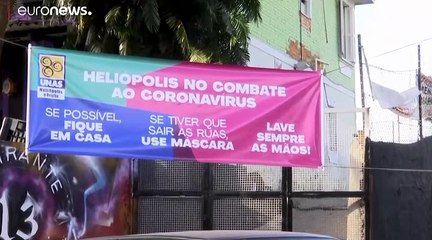 euronews.
UNAS
HELIÓPOLIS NO COMBATE
AO CORONAVIRUS
SE POSSÍVEL,
FIQUE
EM CASA
SE TIVER QUE
SAIR ÀS RUAS,
USE MÁSCARA
LAVE
SEMPRE
AS MÃOS!
13